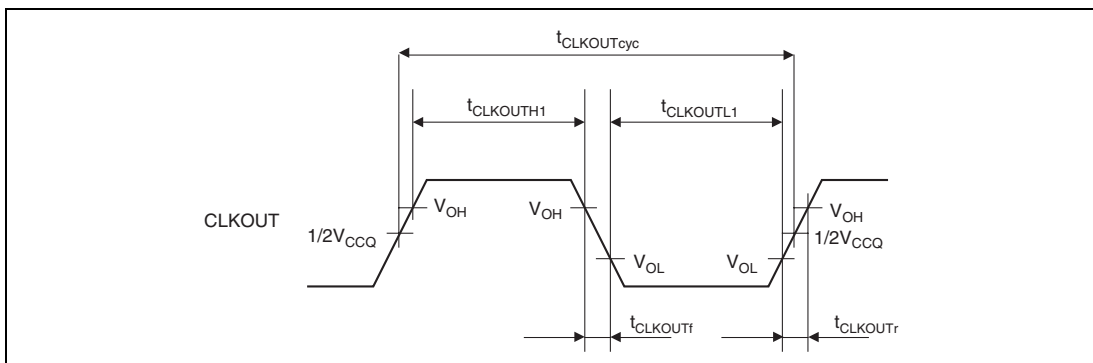 tCLKOUTcyc
tCLKOUTH1 tCLKOUTL1
CLKOUT VOH VOH VOH
1/2VCCQ 1/2VCCQ
VOL VOL
tCLKOUTf tCLKOUTr